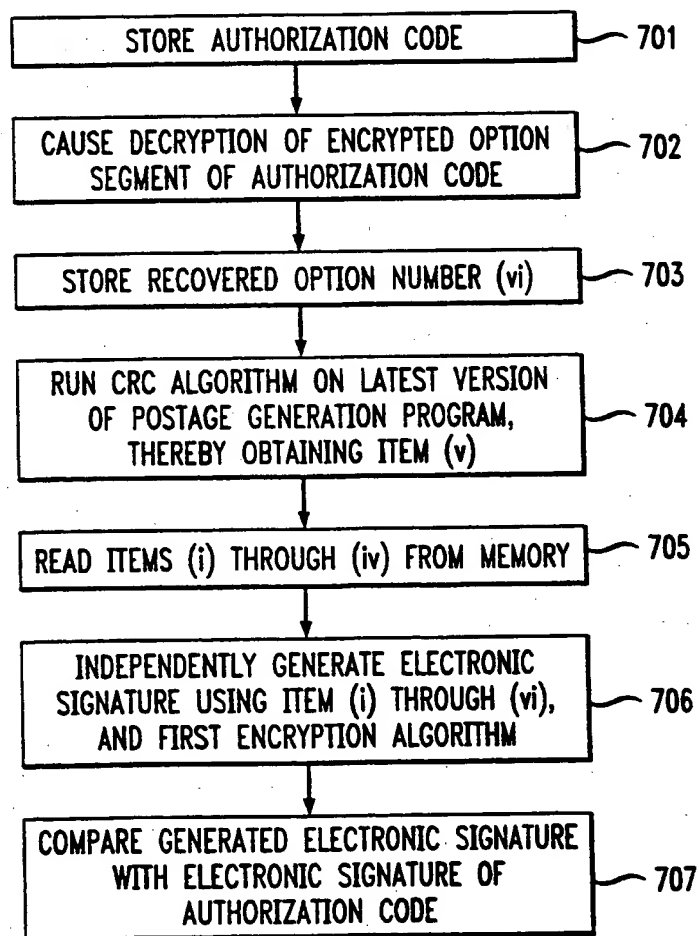 STORE AUTHORIZATION CODE
701
CAUSE DECRYPTION OF ENCRYPTED OPTION
SEGMENT OF AUTHORIZATION CODE
702
STORE RECOVERED OPTION NUMBER (vi)
703
RUN CRC ALGORITHM ON LATEST VERSION
OF POSTAGE GENERATION PROGRAM,
THEREBY OBTAINING ITEM (v)
704
READ ITEMS (i) THROUGH (iv) FROM MEMORY
705
INDEPENDENTLY GENERATE ELECTRONIC
SIGNATURE USING ITEM (i) THROUGH (vi),
AND FIRST ENCRYPTION ALGORITHM
706
COMPARE GENERATED ELECTRONIC SIGNATURE
WITH ELECTRONIC SIGNATURE OF
AUTHORIZATION CODE
707